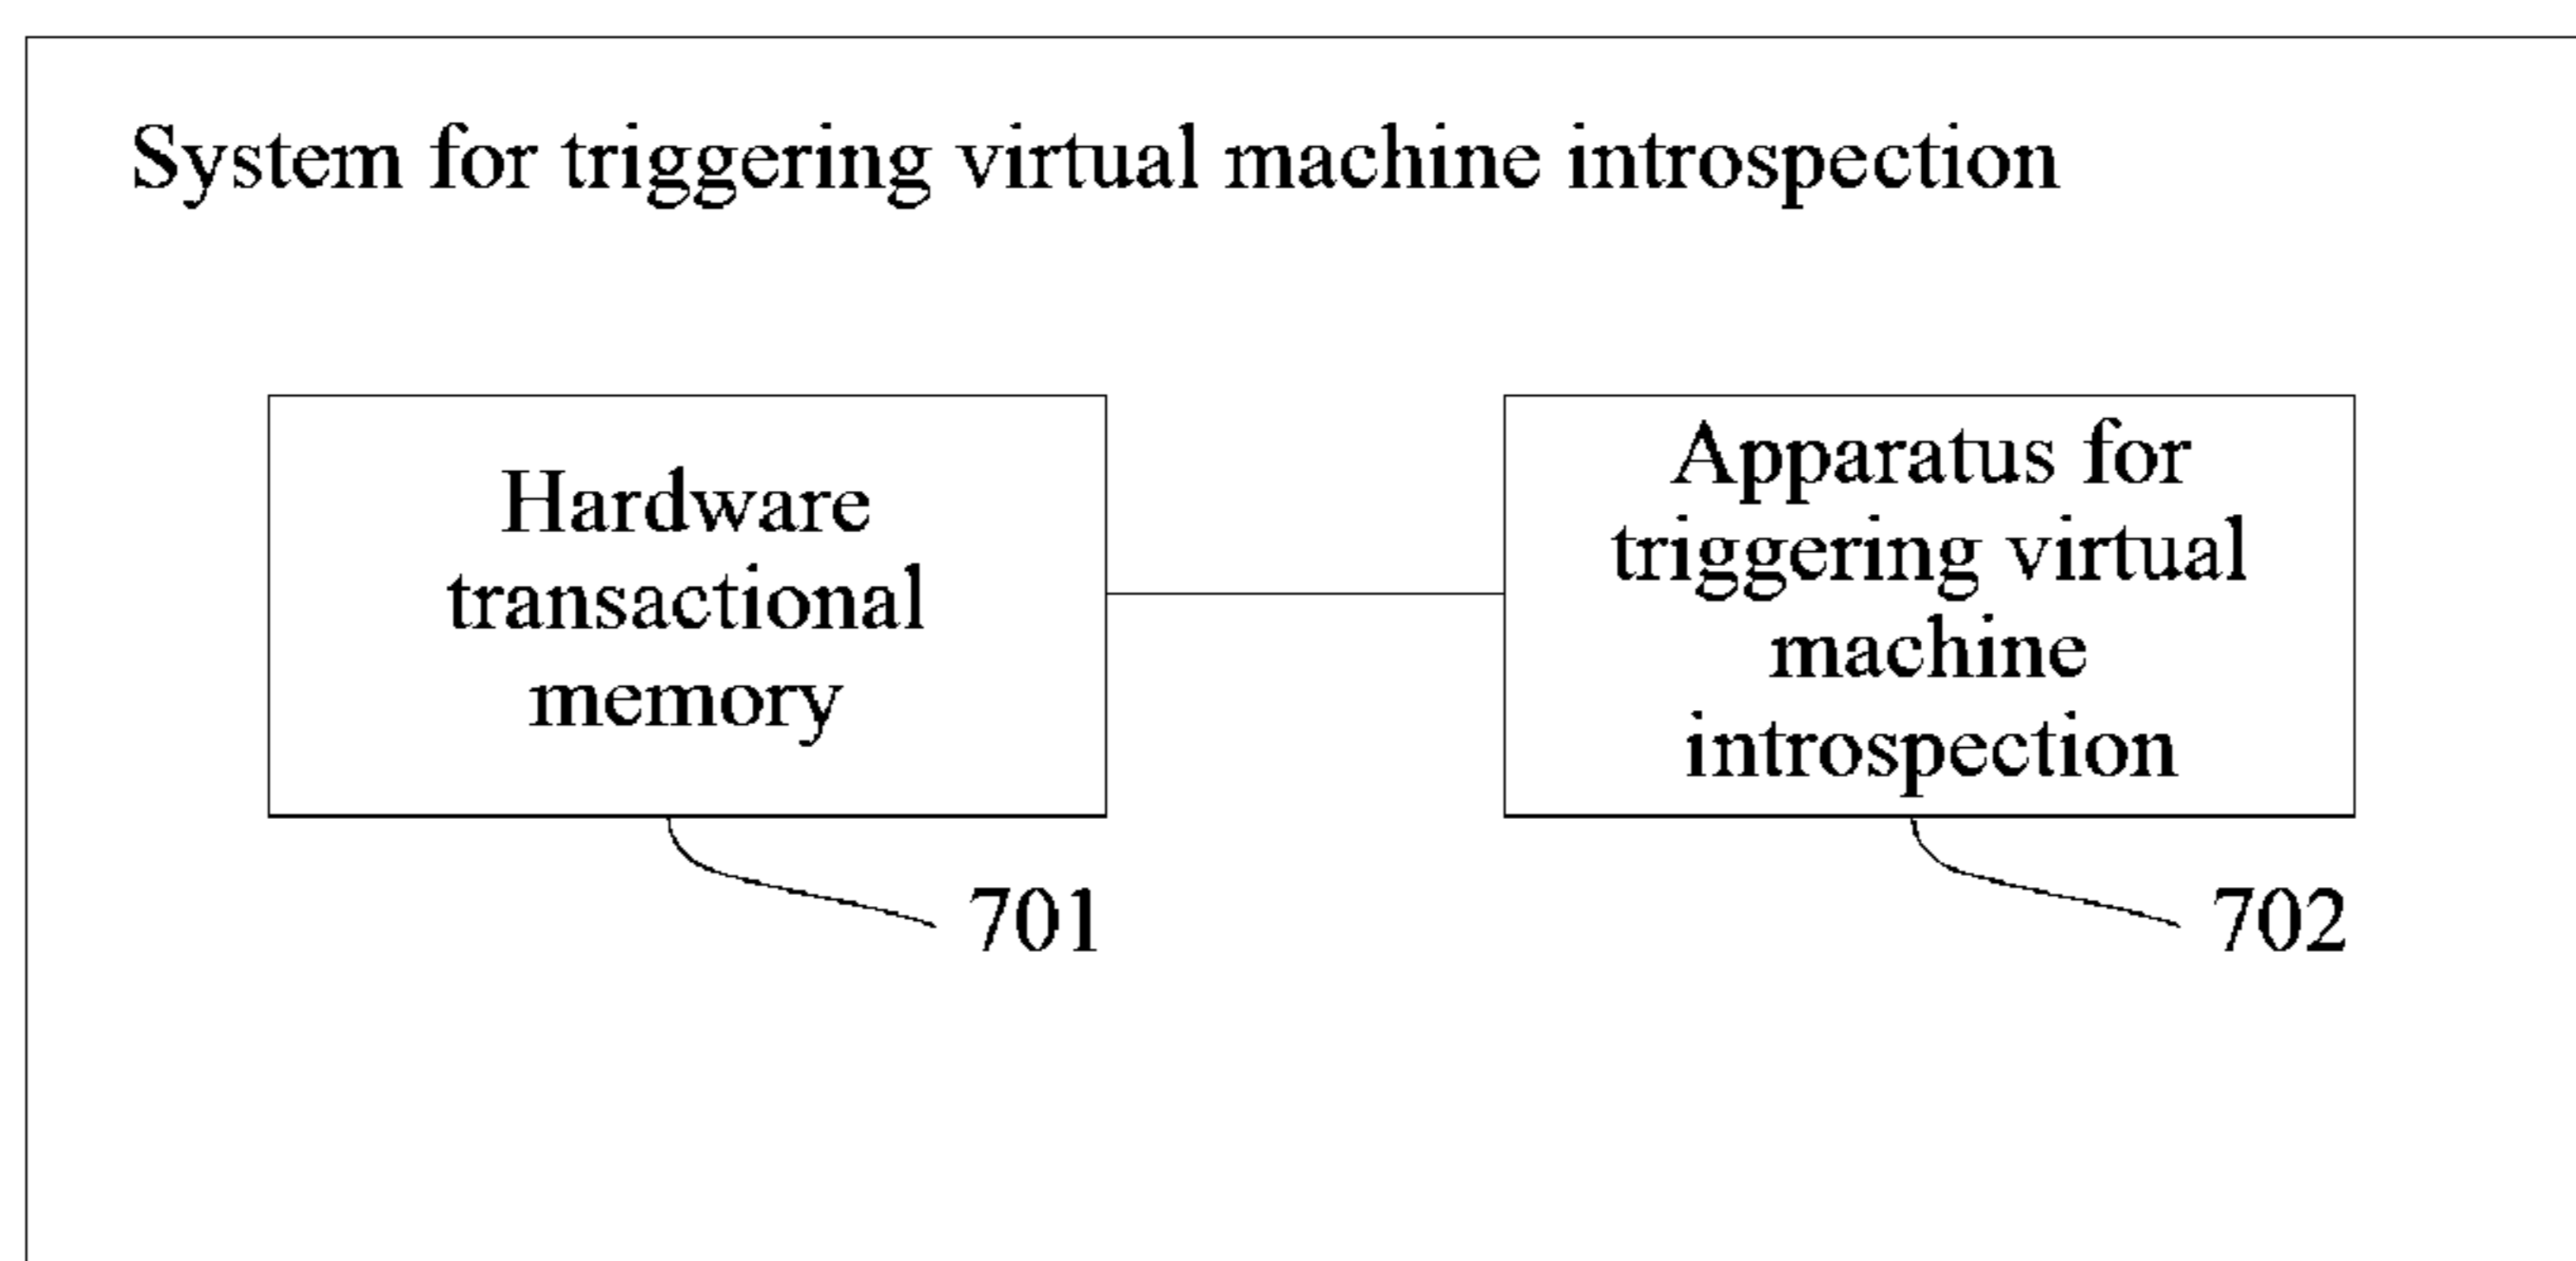 System for triggering virtual machine introspection
Hardware
transactional
memory
701
Apparatus for
triggering virtual
machine
introspection
702